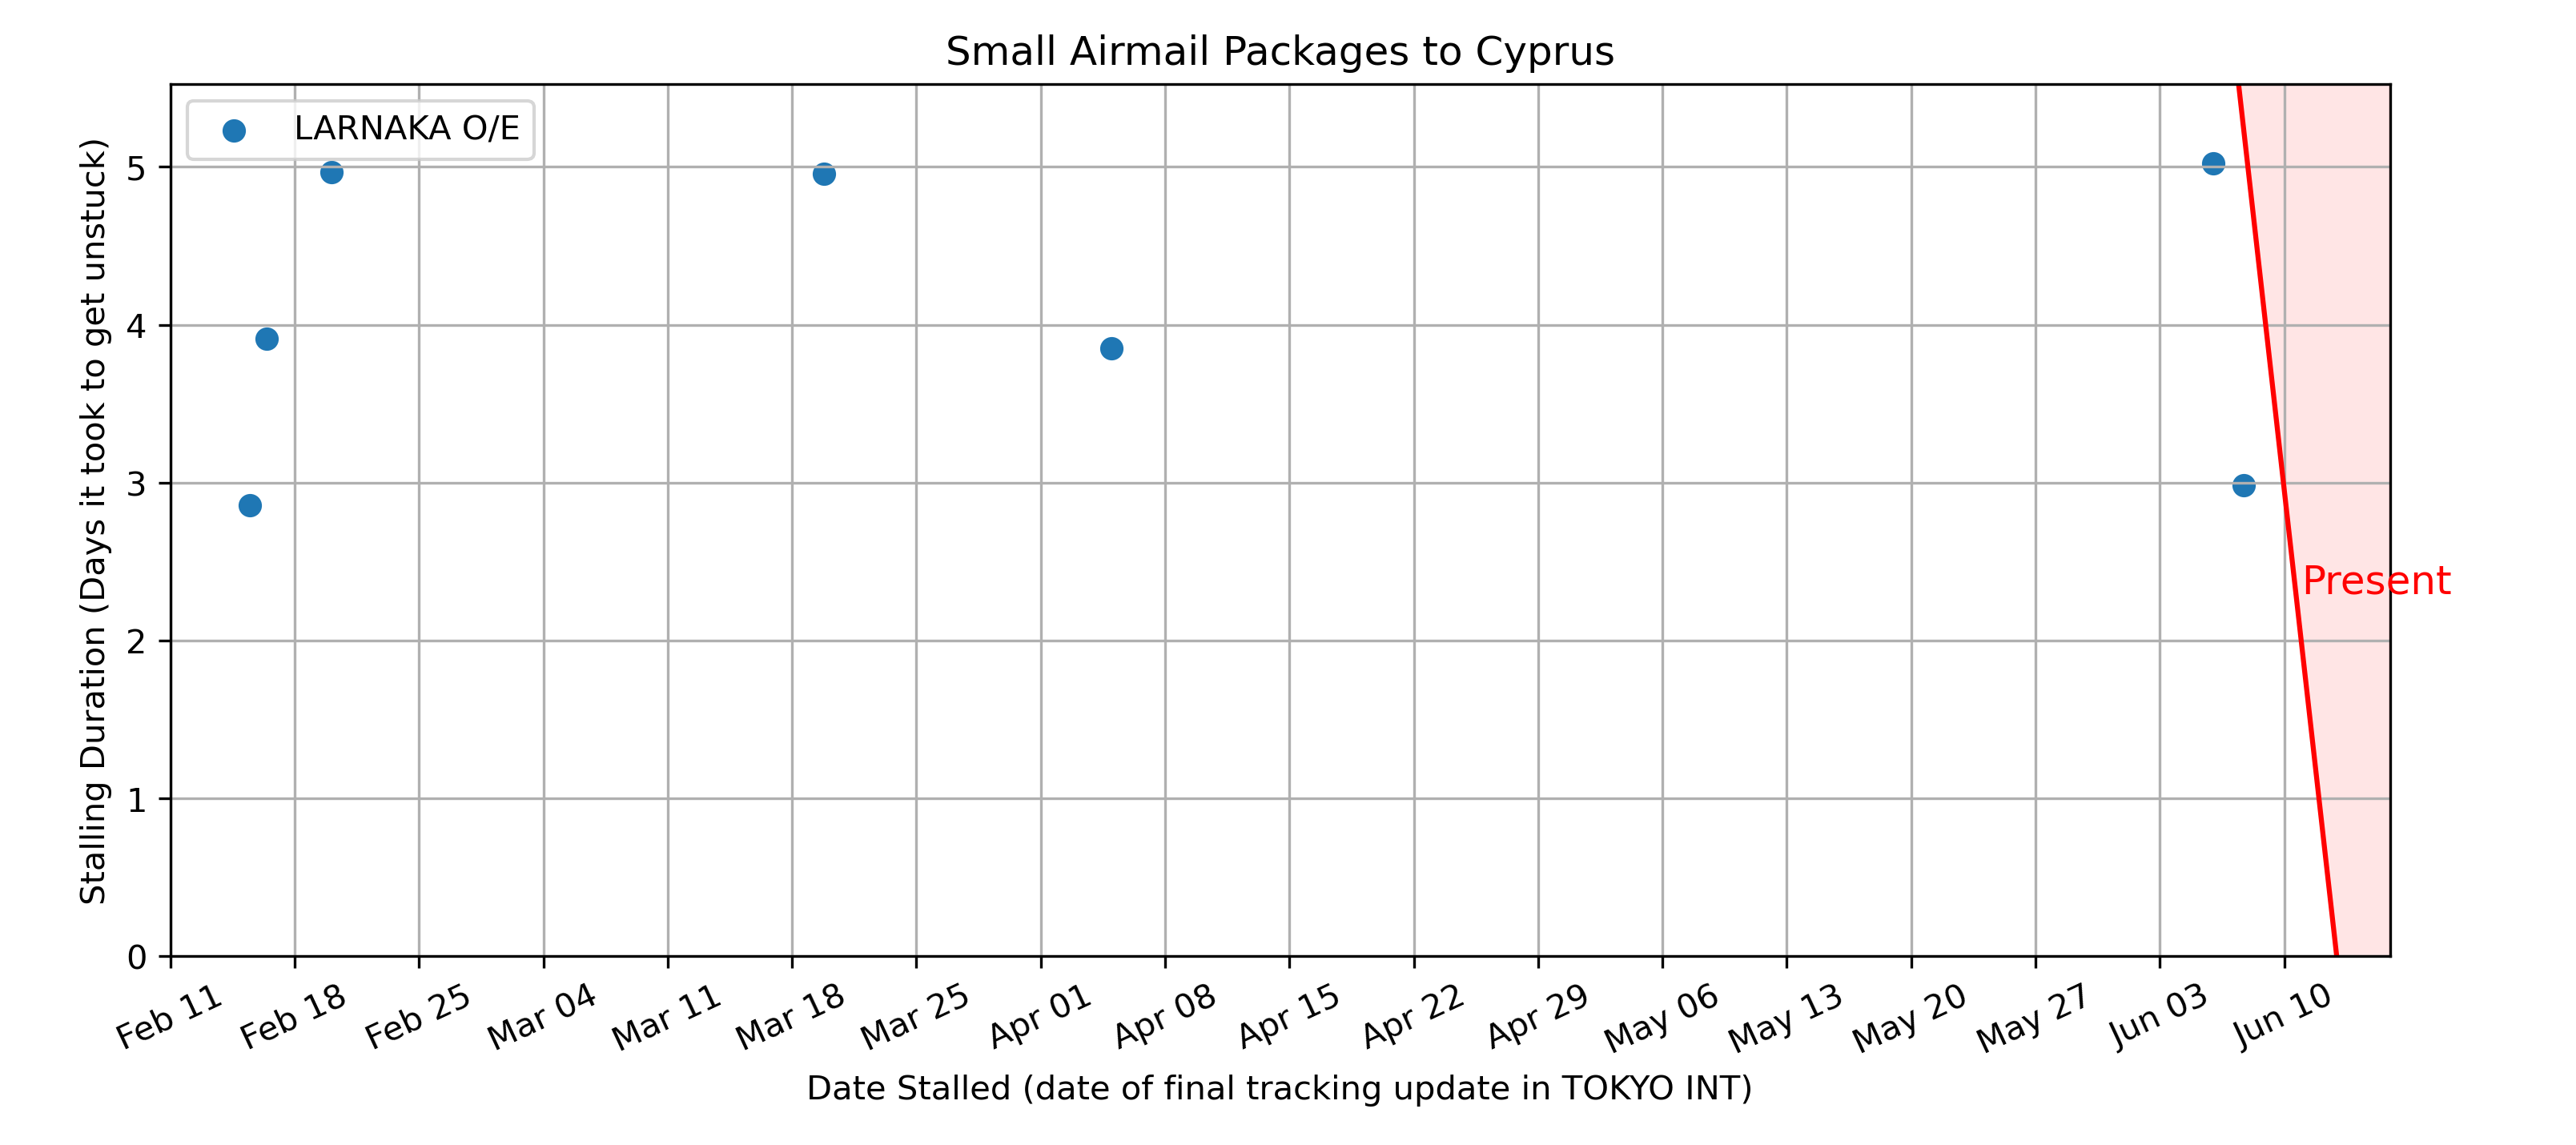 Small Airmail Packages to Cyprus
LARNAKA O/E
Stalling Duration (Days it took to get unstuck)
5
4
3
2
1
0
Present
Feb 11
Feb 18
Feb 25
Mar 04
Mar 11
Mar 18
Mar 25
Apr 01
Apr 08
Apr 15
Apr 22
Apr 29
May 06
May 13
May 20
May 27
Jun 03
Jun 10
Date Stalled (date of final tracking update in TOKYO INT)